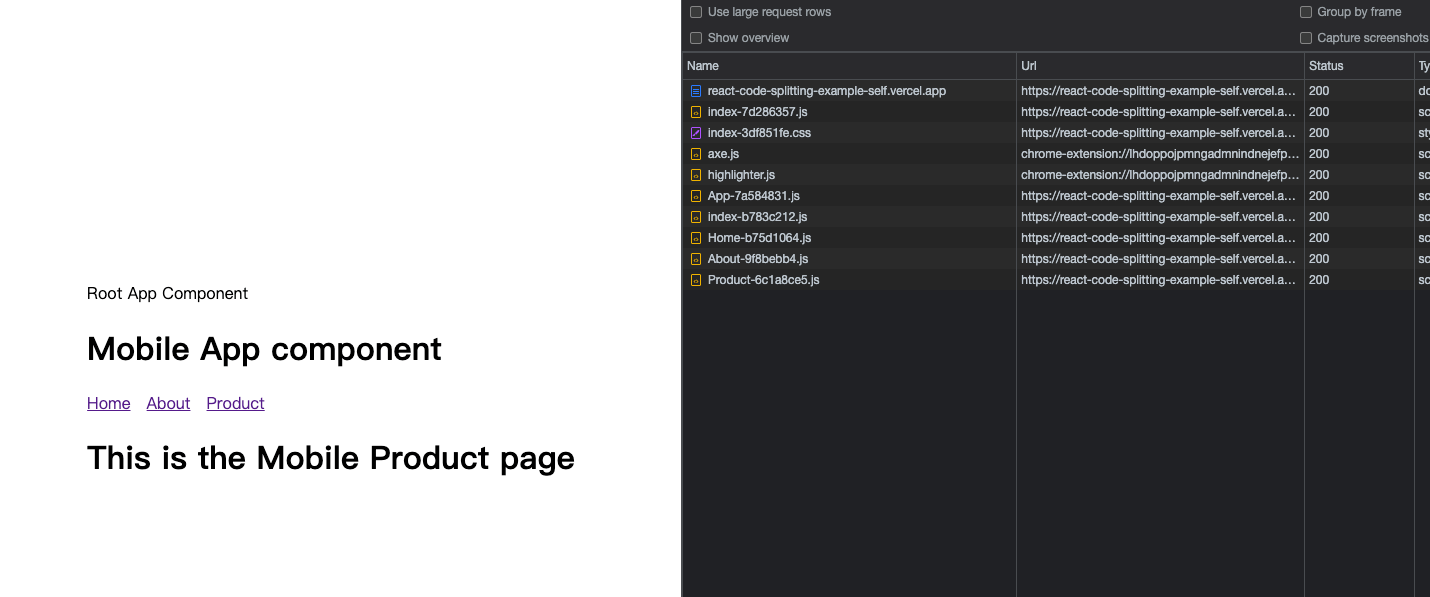 Root App Component
Mobile App component
Home About Product
This is the Mobile Product page
Use large request rows Group by frame
Show overview Capture screenshots
Name Url Status Ty
react-code-splitting-example-self.vercel.app https://react-code-splitting-example-self.vercel.a... 200 do
index-7d286357.js https://react-code-splitting-example-self.vercel.a... 200 sc
index-3df851fe.css https://react-code-splitting-example-self.vercel.a... 200 sty
axe.js chrome-extension://lhdoppojpmngadmnindnejefp... 200 sc
highlighter.js chrome-extension://lhdoppojpmngadmnindnejefp... 200 sc
App-7a584831.js https://react-code-splitting-example-self.vercel.a... 200 sc
index-b783c212.js https://react-code-splitting-example-self.vercel.a... 200 sc
Home-b75d1064.js https://react-code-splitting-example-self.vercel.a... 200 sc
About-9f8bebb4.js https://react-code-splitting-example-self.vercel.a... 200 sc
Product-6c1a8ce5.js https://react-code-splitting-example-self.vercel.a... 200 sc